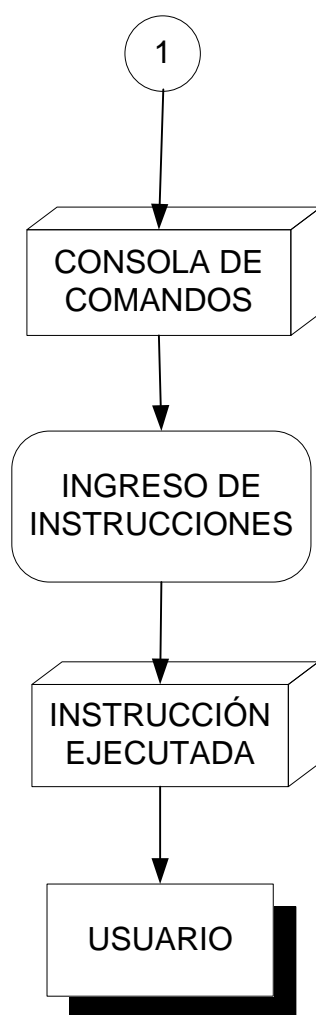 1
CONSOLA DE
COMANDOS
INGRESO DE
INSTRUCCIONES
INSTRUCCIÓN
EJECUTADA
USUARIO